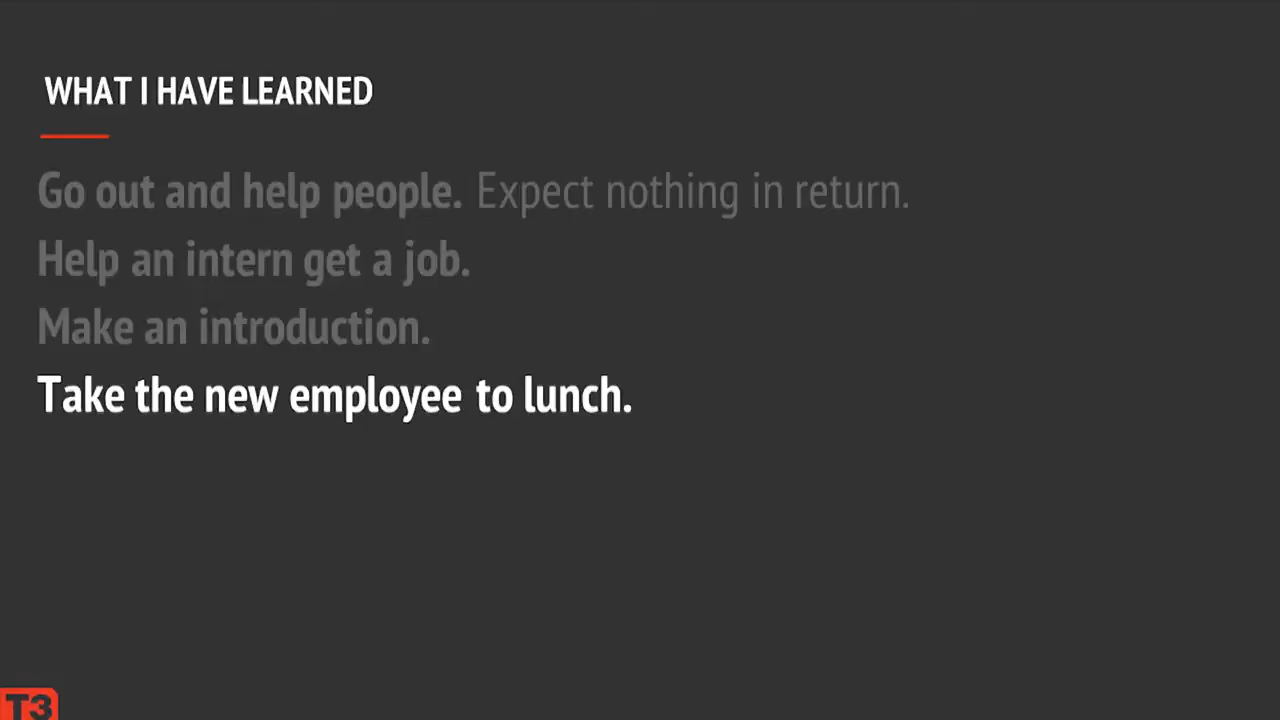 WHAT I HAVE LEARNED
Go out and help people. Expect nothing in return.
Help an intern get a job.
Make an introduction.
Take the new employee to lunch.
T3